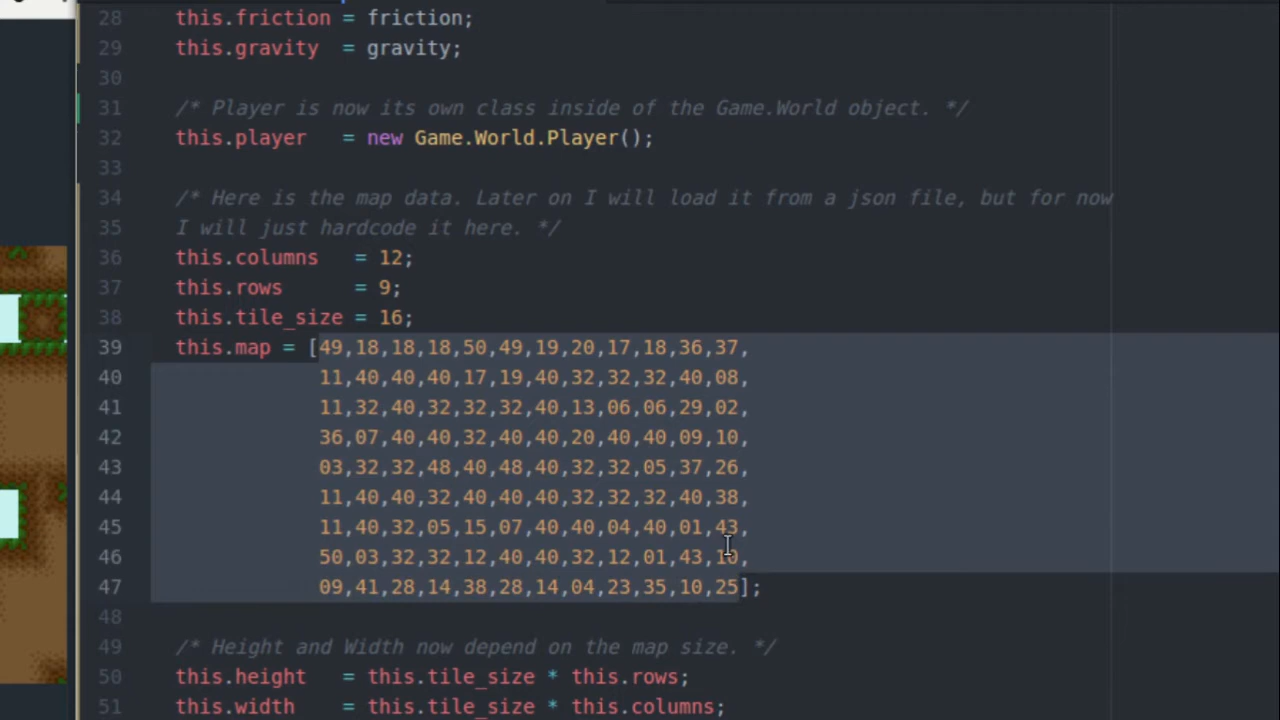 28 this.friction = friction;
29 this.gravity  = gravity;
30
31 /* Player is now its own class inside of the Game.World object. */
32 this.player   = new Game.World.Player();
33
34 /* Here is the map data. Later on I will load it from a json file, but for now
35 I will just hardcode it here. */
36 this.columns   = 12;
37 this.rows      = 9;
38 this.tile_size = 16;
39 this.map = [49,18,18,18,50,49,19,20,17,18,36,37,
40             11,40,40,40,17,19,40,32,32,32,40,08,
41             11,32,40,32,32,32,40,13,06,06,29,02,
42             36,07,40,40,32,40,40,20,40,40,09,10,
43             03,32,32,48,40,48,40,32,32,05,37,26,
44             11,40,40,32,40,40,40,32,32,32,40,38,
45             11,40,32,05,15,07,40,40,04,40,01,43,
46             50,03,32,32,12,40,40,32,12,01,43,10,
47             09,41,28,14,38,28,14,04,23,35,10,25];
48
49 /* Height and Width now depend on the map size. */
50 this.height   = this.tile_size * this.rows;
51 this.width    = this.tile_size * this.columns;